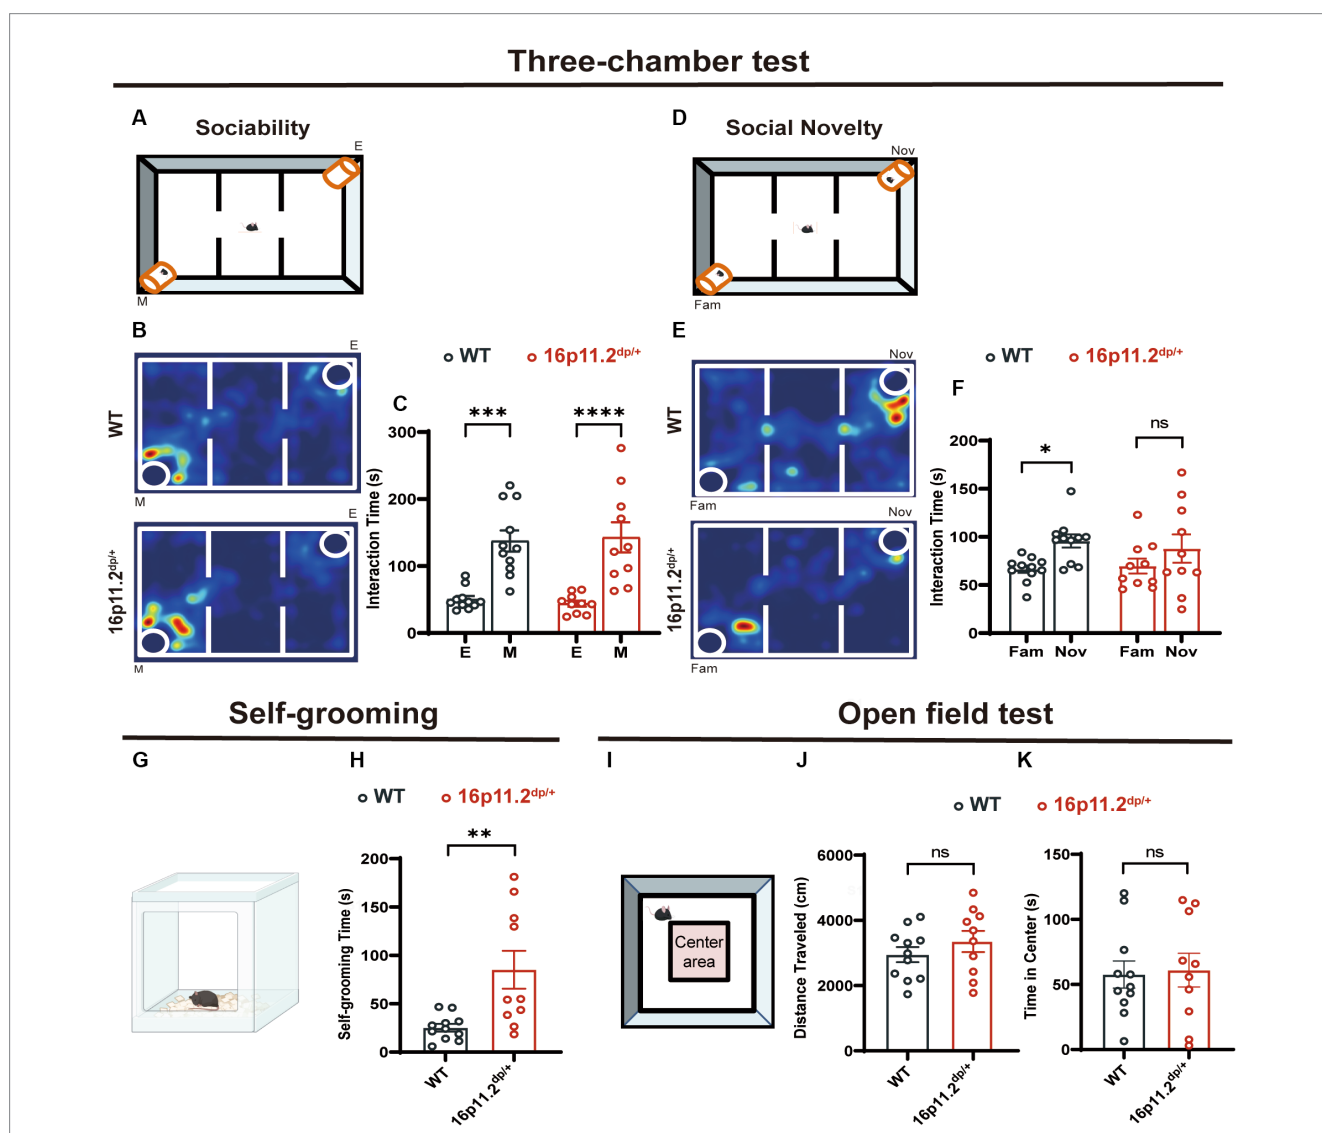 Three-chamber test
A
Sociability
E
M
D
Social Novelty
Nov
Fam
B
E
WT
M
E
16p11.2dp/+
M
WT
16p11.2dp/+
C
Interaction Time (s)
300
200
100
0
***
****
E
M
E
M
E
Nov
WT
Fam
Nov
16p11.2dp/+
Fam
WT
16p11.2dp/+
F
Interaction Time (s)
200
150
100
50
0
*
ns
Fam
Nov
Fam
Nov
Self-grooming
Open field test
G
H
WT
16p11.2dp/+
Self-grooming Time (s)
200
150
100
50
0
**
WT
16p11.2dp/+
I
Center
area
J
K
WT
16p11.2dp/+
Distance Traveled (cm)
6000
4000
2000
0
ns
WT
16p11.2dp/+
Time in Center (s)
150
100
50
0
ns
WT
16p11.2dp/+